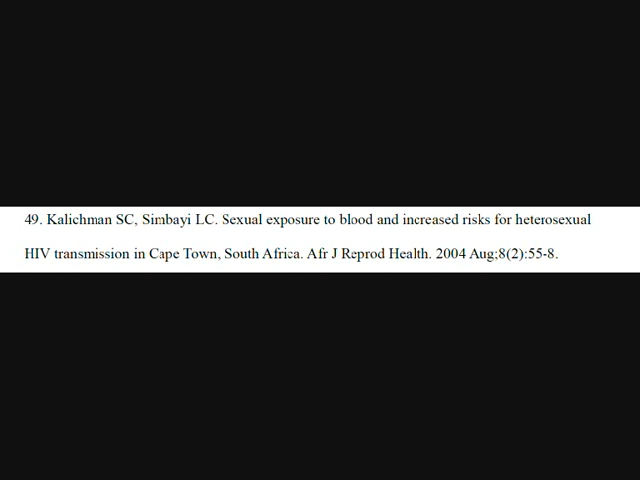 49. Kalichman SC, Simbayi LC. Sexual exposure to blood and increased risks for heterosexual
HIV transmission in Cape Town, South Africa. Afr J Reprod Health. 2004 Aug;8(2):55-8.